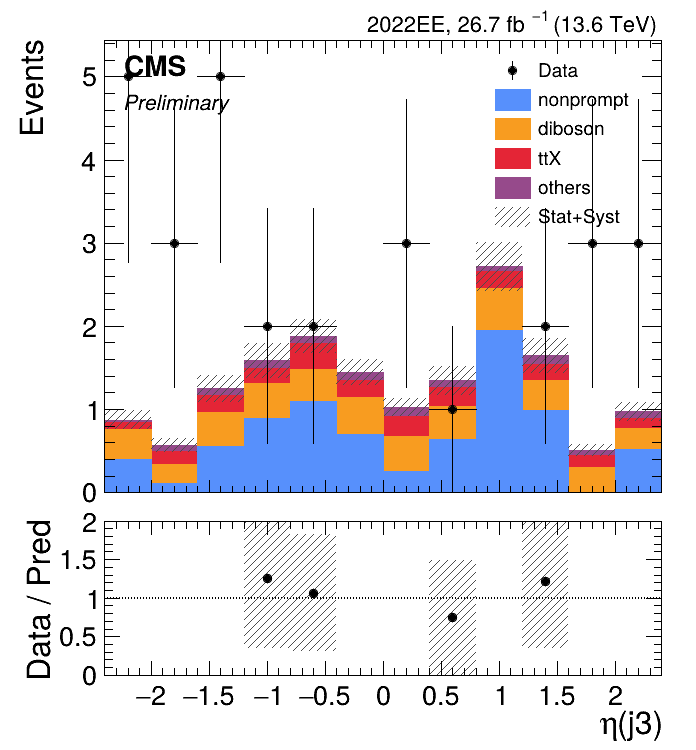 2022EE, 26.7 fb⁻¹ (13.6 TeV)
CMS
Preliminary
Events
5
4
3
2
1
0
Data
nonprompt
diboson
ttX
others
Stat+Syst
Data / Pred
2
1.5
1
0.5
0
−2 −1.5 −1 −0.5 0 0.5 1 1.5 2
η(j3)